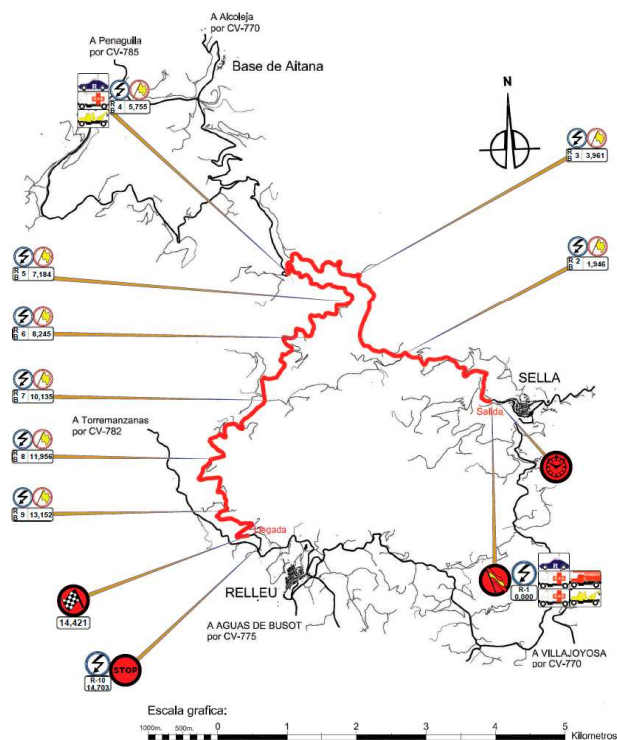 A Alcoleja
por CV-770
A Penaguila
por CV-785
Base de Aitana
R
R
B
4
5,755
N
R
B
3
3,961
R
B
2
1,946
R
B
5
7,184
R
B
6
8,245
R
B
7
10,135
SELLA
Salida
A Torremanzanas
por CV-782
R
B
8
11,956
R
B
9
13,152
Llegada
RELLEU
R
R-1
0.000
14,421
A AGUAS DE BUSOT
por CV-775
A VILLAJOYOSA
por CV-770
STOP
R-10
14,703
Escala grafica:
1000m.
500m.
0
1
2
3
4
5
Kilometros